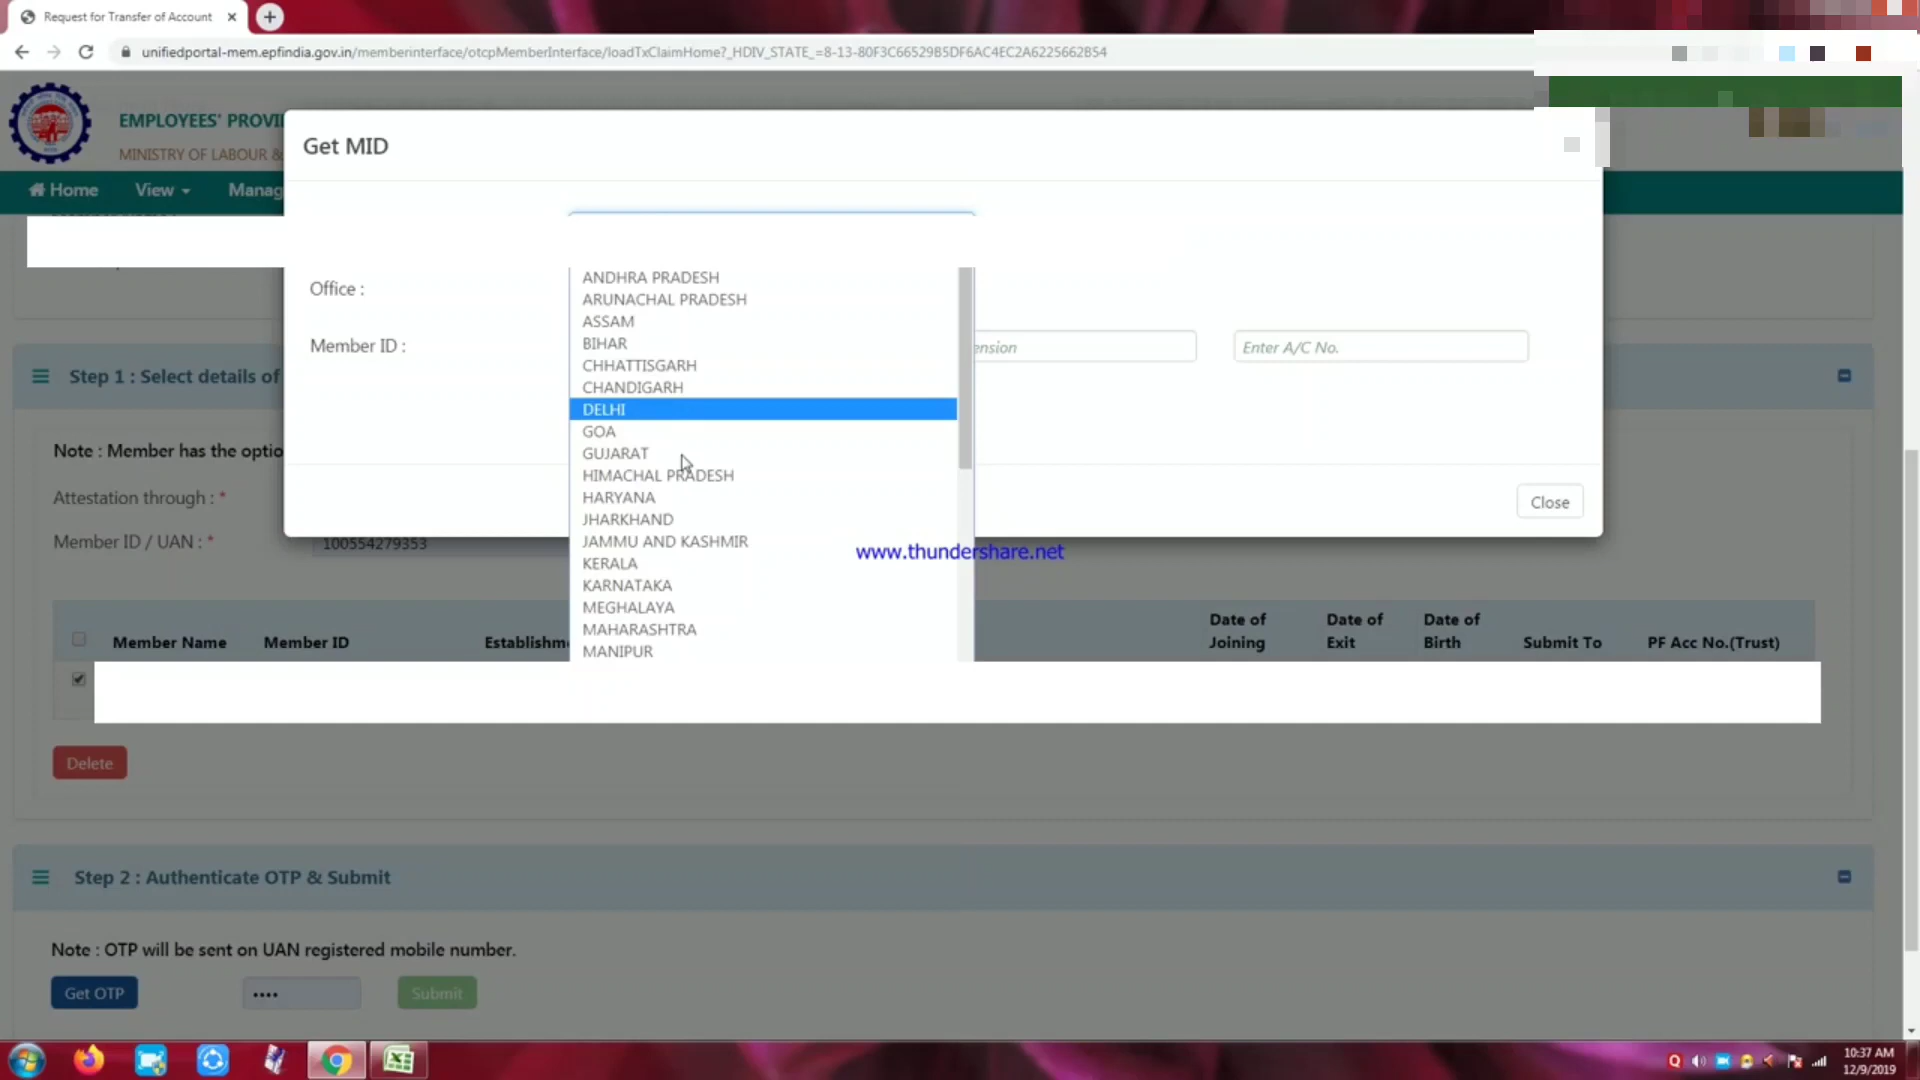 Request for Transfer of Account
unifiedportal-mem.epfindia.gov.in/memberinterface/otcpMemberInterface/loadTxClaimHome?_HDIV_STATE_=8-13-80F3C66529B5DF6AC4EC2A6225662B54
EMPLOYEES' PROVI
MINISTRY OF LABOUR &
Home View Manag
Get MID
Office :
Member ID :
ension
Enter A/C No.
ANDHRA PRADESH
ARUNACHAL PRADESH
ASSAM
BIHAR
CHHATTISGARH
CHANDIGARH
DELHI
GOA
GUJARAT
HIMACHAL PRADESH
HARYANA
JHARKHAND
JAMMU AND KASHMIR
KERALA
KARNATAKA
MEGHALAYA
MAHARASHTRA
MANIPUR
Close
www.thundershare.net
Step 1 : Select details of
Note : Member has the optio
Attestation through : *
Member ID / UAN : *
100554279353
Member Name Member ID Establishm Date of Joining Date of Exit Date of Birth Submit To PF Acc No.(Trust)
Delete
Step 2 : Authenticate OTP & Submit
Note : OTP will be sent on UAN registered mobile number.
Get OTP •••• Submit
10:37 AM
12/9/2019